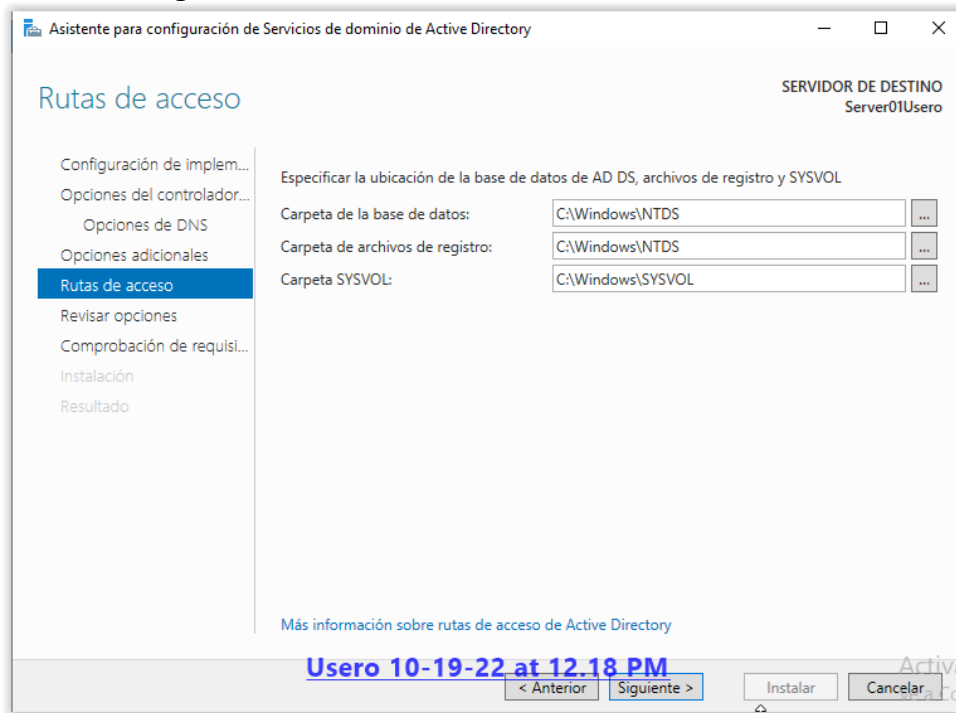 Asistente para configuración de Servicios de dominio de Active Directory
Rutas de acceso
SERVIDOR DE DESTINO
Server01Usero
Configuración de implem...
Opciones del controlador...
Opciones de DNS
Opciones adicionales
Rutas de acceso
Revisar opciones
Comprobación de requisi...
Instalación
Resultado
Especificar la ubicación de la base de datos de AD DS, archivos de registro y SYSVOL
Carpeta de la base de datos: C:\Windows\NTDS ...
Carpeta de archivos de registro: C:\Windows\NTDS ...
Carpeta SYSVOL: C:\Windows\SYSVOL ...
Más información sobre rutas de acceso de Active Directory
Usero 10-19-22 at 12.18 PM
< Anterior Siguiente > Instalar Cancelar